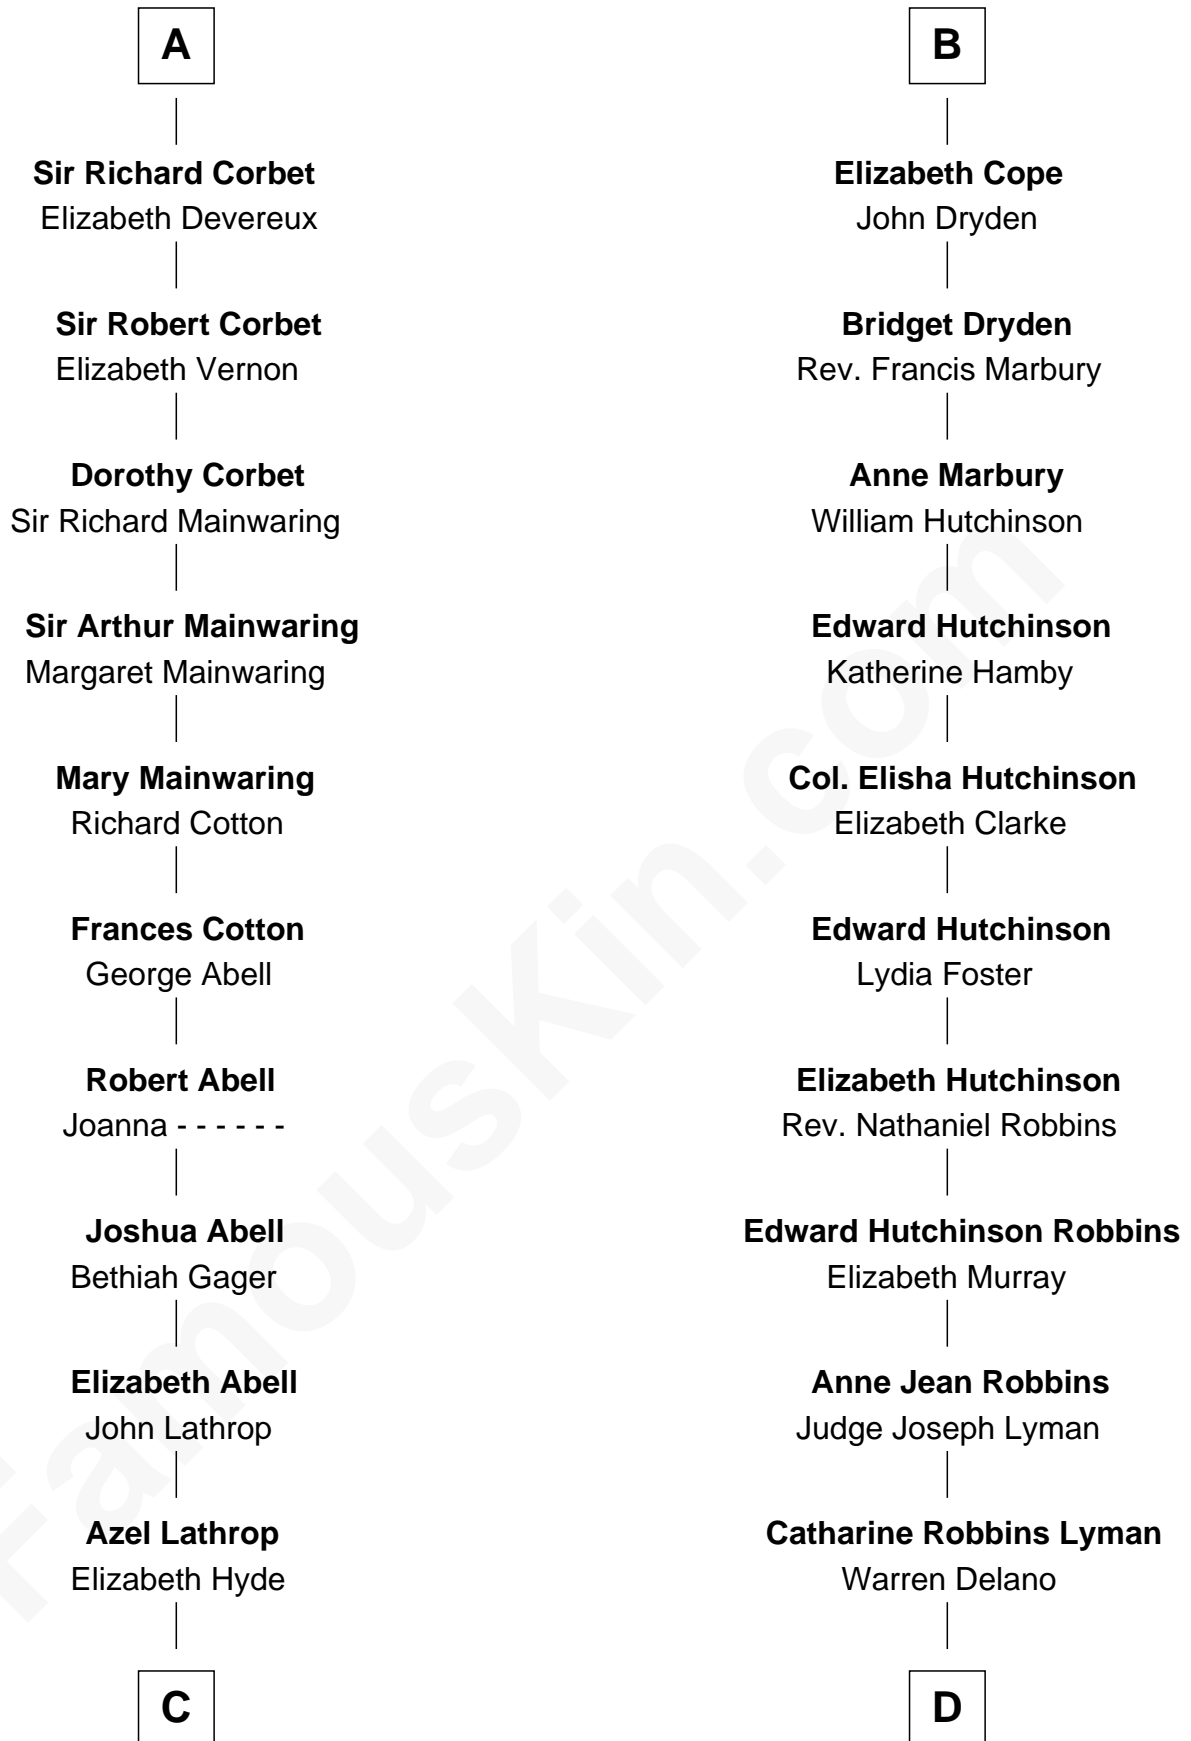 A
Sir Richard Corbet
Elizabeth Devereux
Sir Robert Corbet
Elizabeth Vernon
Dorothy Corbet
Sir Richard Mainwaring
Sir Arthur Mainwaring
Margaret Mainwaring
Mary Mainwaring
Richard Cotton
Frances Cotton
George Abell
Robert Abell
Joanna - - - - - -
Joshua Abell
Bethiah Gager
Elizabeth Abell
John Lathrop
Azel Lathrop
Elizabeth Hyde
C
B
Elizabeth Cope
John Dryden
Bridget Dryden
Rev. Francis Marbury
Anne Marbury
William Hutchinson
Edward Hutchinson
Katherine Hamby
Col. Elisha Hutchinson
Elizabeth Clarke
Edward Hutchinson
Lydia Foster
Elizabeth Hutchinson
Rev. Nathaniel Robbins
Edward Hutchinson Robbins
Elizabeth Murray
Anne Jean Robbins
Judge Joseph Lyman
Catharine Robbins Lyman
Warren Delano
D
FamousKin.com